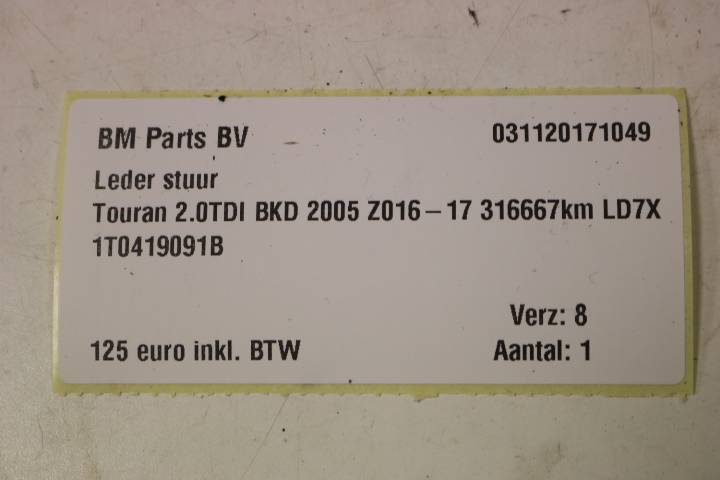 BM Parts BV 031120171049
Leder stuur
Touran 2.0TDI BKD 2005 Z016 – 17 316667km LD7X
1T0419091B
Verz: 8
125 euro inkl. BTW Aantal: 1